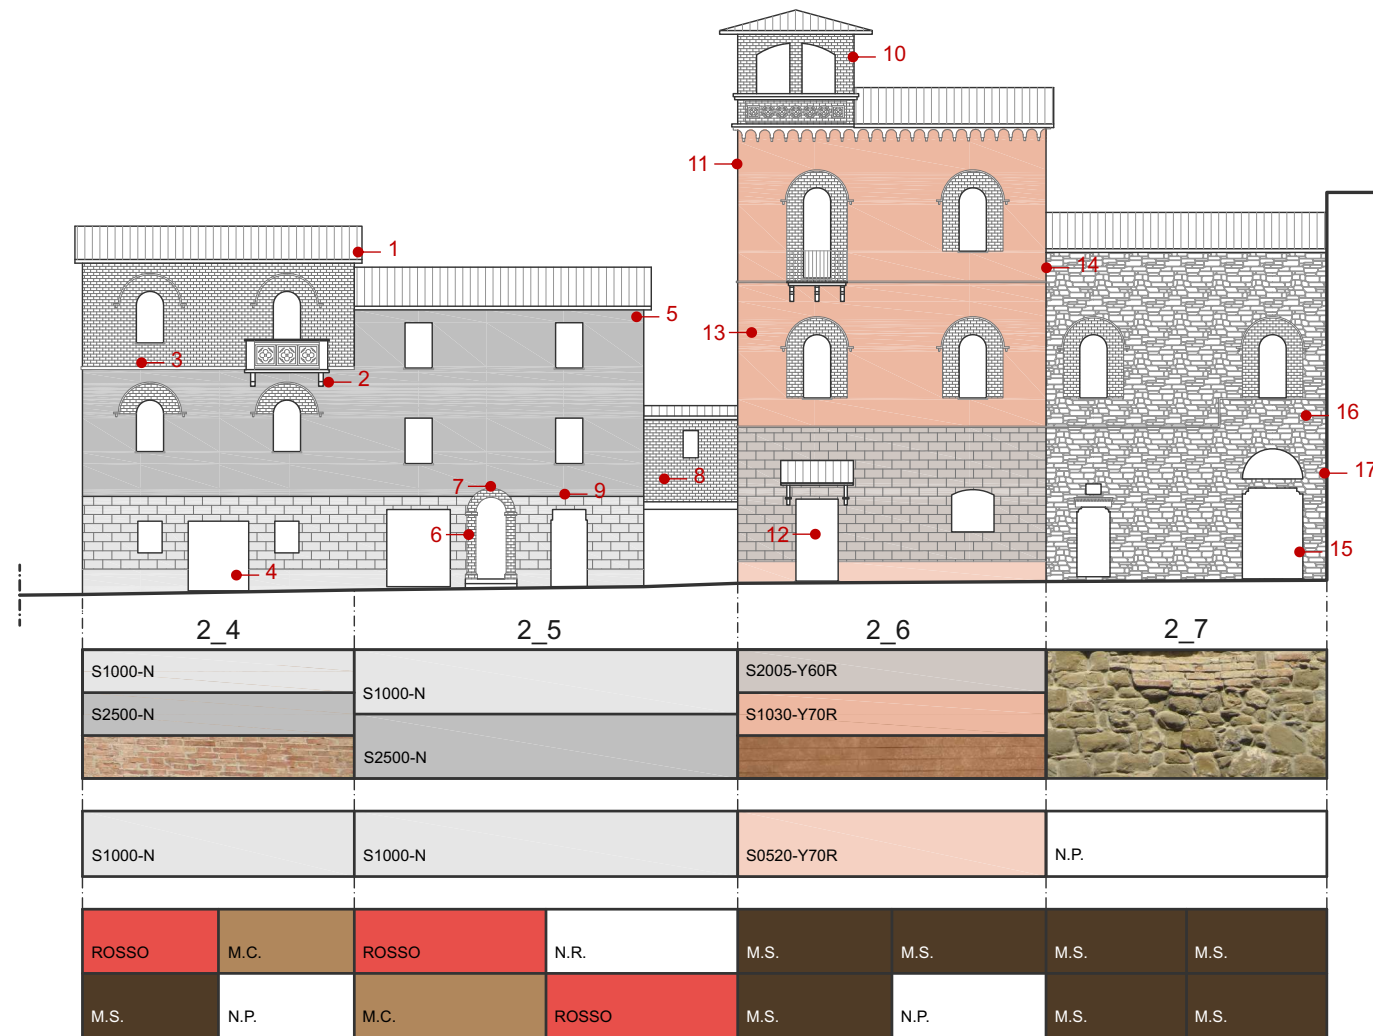 10
11
1
14
5
13
3
2
16
7
8
9
17
6
12
15
4
2_4 2_5 2_6 2_7
S1000-N S1000-N S2005-Y60R
S2500-N S2500-N S1030-Y70R
S1000-N S1000-N S0520-Y70R N.P.
ROSSO M.C. ROSSO N.R. M.S. M.S. M.S. M.S.
M.S. N.P. M.C. ROSSO M.S. N.P. M.S. M.S.